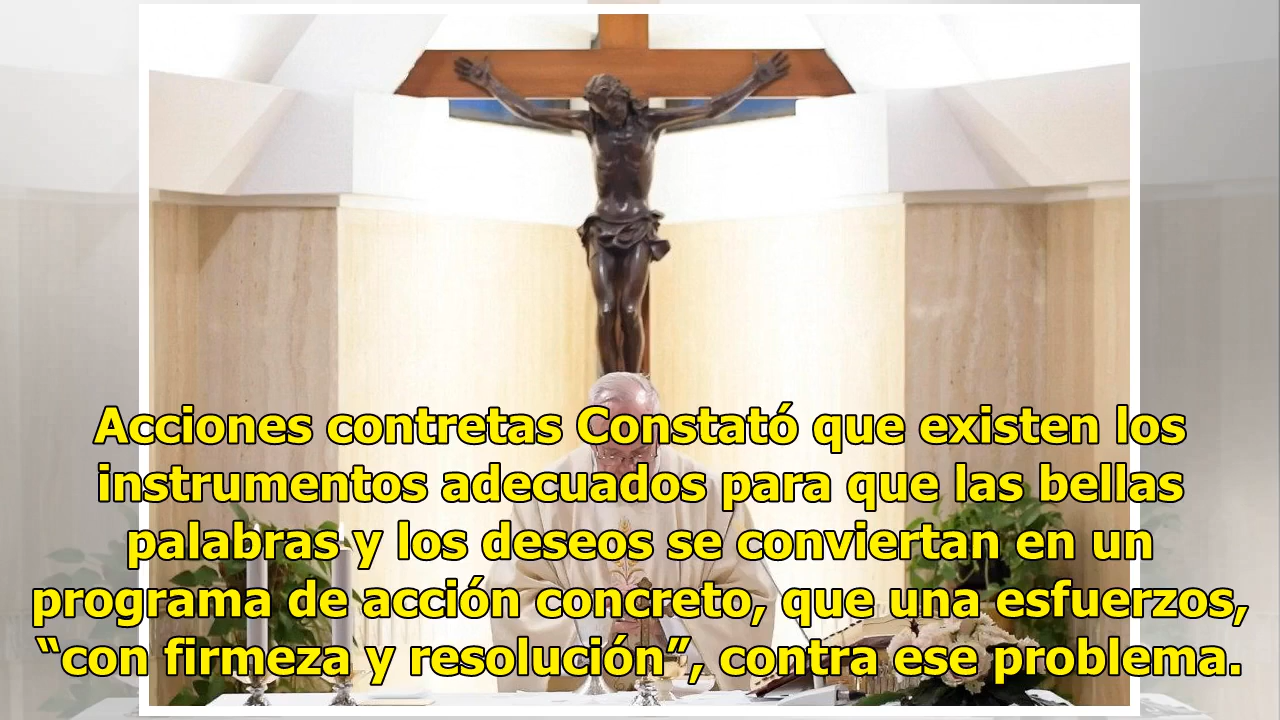 Acciones contretas Constató que existen los
instrumentos adecuados para que las bellas
palabras y los deseos se conviertan en un
programa de acción concreto, que una esfuerzos,
“con firmeza y resolución”, contra ese problema.